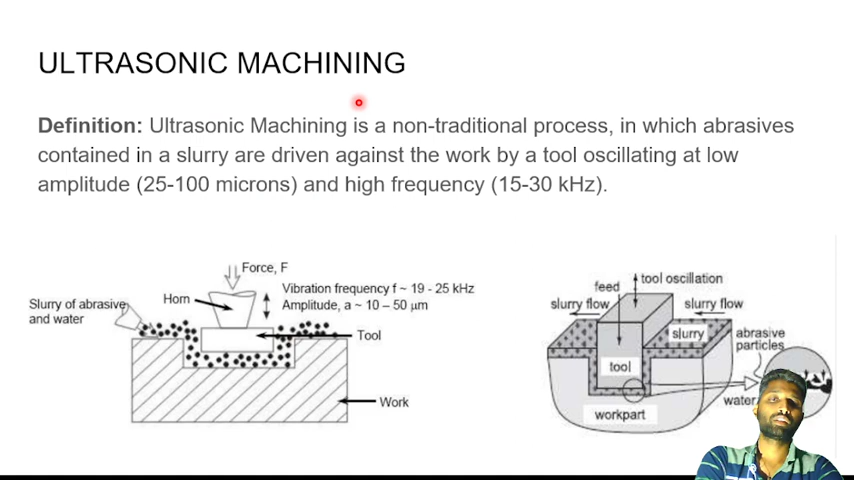 ULTRASONIC MACHINING
Definition: Ultrasonic Machining is a non-traditional process, in which abrasives
contained in a slurry are driven against the work by a tool oscillating at low
amplitude (25-100 microns) and high frequency (15-30 kHz).
Force, F
Vibration frequency f ~ 19 - 25 kHz
Amplitude, a ~ 10 – 50 μm
Horn
Slurry of abrasive
and water
Tool
Work
tool oscillation
feed
slurry flow
slurry flow
slurry
abrasive
particles
tool
water
workpart